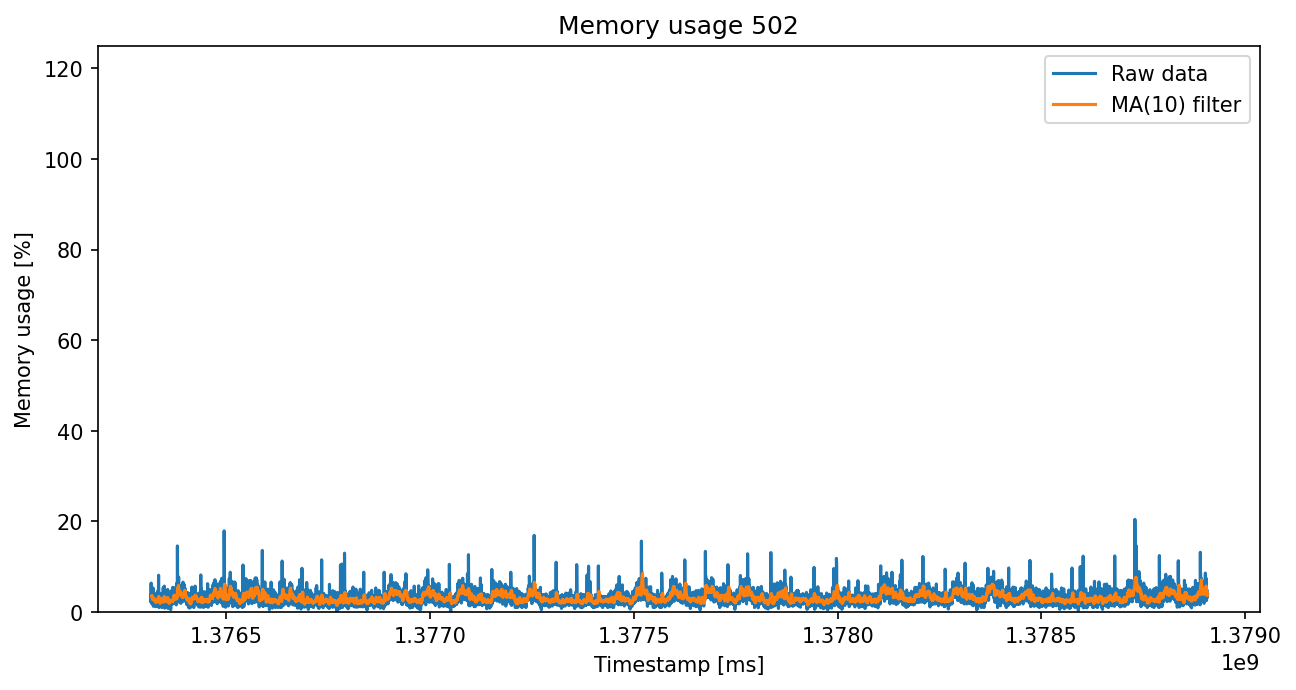 Memory usage 502
Raw data
MA(10) filter
Memory usage [%]
120
100
80
60
40
20
0
1.3765 1.3770 1.3775 1.3780 1.3785 1.3790
1e9
Timestamp [ms]